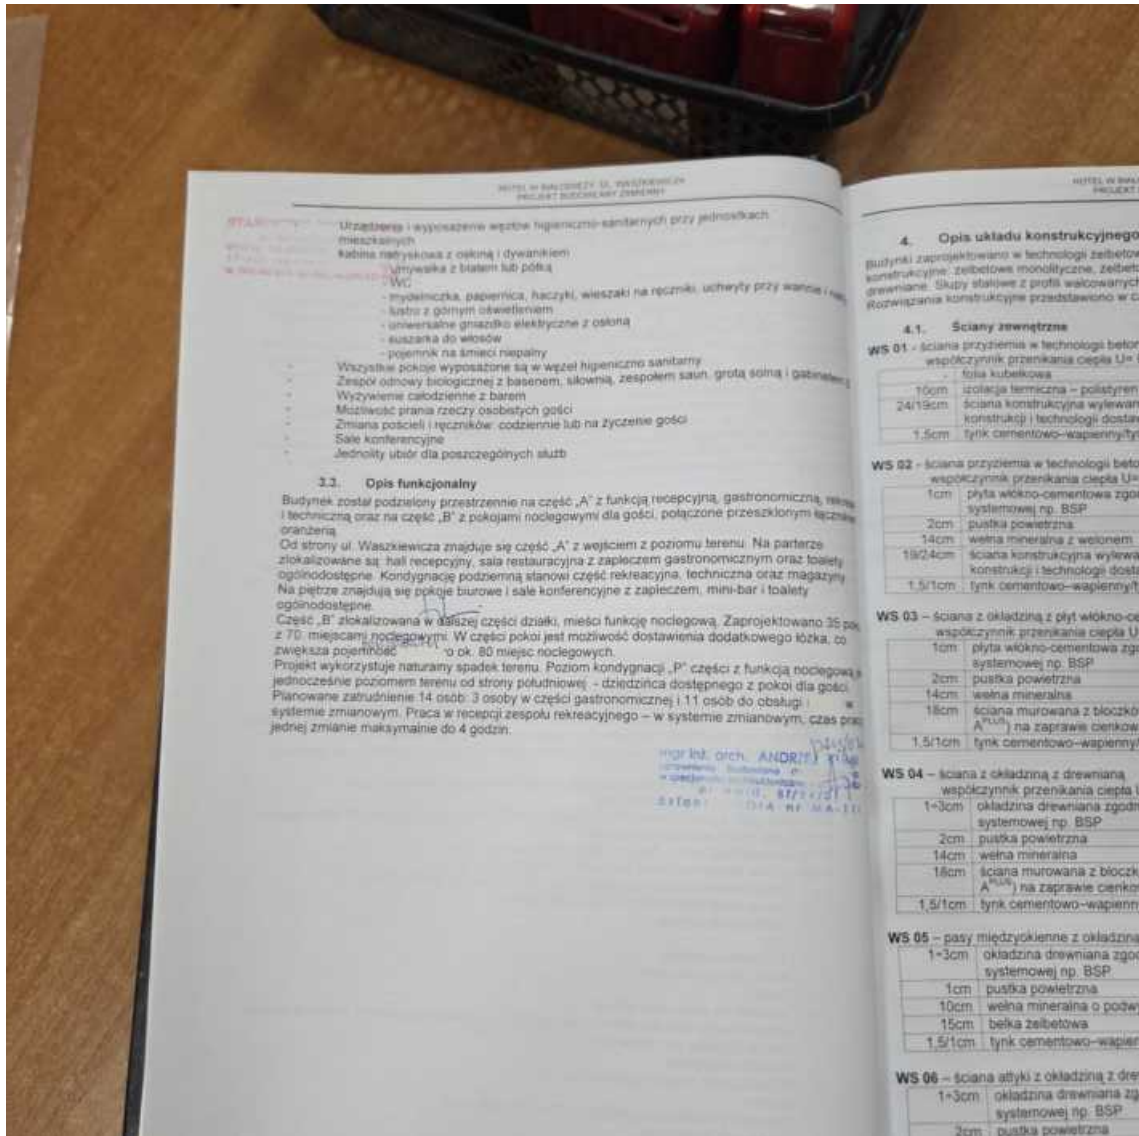 HOTEL W BIAŁOWIEŻY, UL. WASZKIEWICZA
PROJEKT BUDOWLANY ZAMIENNY
Urządzenia i wyposażenie węzłów higieniczno-sanitarnych przy jednostkach
mieszkalnych
kabina natryskowa z osłoną i dywanikiem
- umywalka z blatem lub półką
- WC
- mydelniczka, papiernica, haczyki, wieszaki na ręczniki, uchwyty przy wannie i
- lustro z górnym oświetleniem
- uniwersalne gniazdko elektryczne z osłoną
- suszarka do włosów
- pojemnik na śmieci niepalny
- Wszystkie pokoje wyposażone są w węzeł higieniczno sanitarny
- Zespół odnowy biologicznej z basenem, siłownią, zespołem saun, grotą solną i gabinetem
- Wyżywienie całodzienne z barem
- Możliwość prania rzeczy osobistych gości
- Zmiana pościeli i ręczników: codziennie lub na życzenie gości
- Sale konferencyjne
- Jednolity ubiór dla poszczególnych służb
3.3. Opis funkcjonalny
Budynek został podzielony przestrzennie na część „A” z funkcją recepcyjną, gastronomiczną,
i techniczną oraz na część „B” z pokojami noclegowymi dla gości, połączone przeszklonym łącznikiem
oranżerią.
Od strony ul. Waszkiewicza znajduje się część „A” z wejściem z poziomu terenu. Na parterze
zlokalizowane są: hall recepcyjny, sala restauracyjna z zapleczem gastronomicznym oraz toalety
ogólnodostępne. Kondygnację podziemną stanowi część rekreacyjna, techniczna oraz magazyny.
Na piętrze znajdują się pokoje biurowe i sale konferencyjne z zapleczem, mini-bar i toalety
ogólnodostępne.
Część „B” zlokalizowana w dalszej części działki, mieści funkcję noclegową. Zaprojektowano 35 pok
z 70. miejscami noclegowymi. W części pokoi jest możliwość dostawienia dodatkowego łóżka, co
zwiększa pojemność o ok. 80 miejsc noclegowych.
Projekt wykorzystuje naturalny spadek terenu. Poziom kondygnacji „P” części z funkcją noclegową
jednocześnie poziomem terenu od strony południowej - dziedzińca dostępnego z pokoi dla gości.
Planowane zatrudnienie 14 osób: 3 osoby w części gastronomicznej i 11 osób do obsługi i w
systemie zmianowym. Praca w recepcji zespołu rekreacyjnego – w systemie zmianowym, czas prac
jednej zmianie maksymalnie do 4 godzin.
mgr inż. arch. ANDRZEJ
HOTEL W BIAŁ
PROJEKT
4. Opis układu konstrukcyjnego
Budynki zaprojektowano w technologii żelbetow
konstrukcyjne: żelbetowe monolityczne, żelbet
drewniane. Słupy stalowe z profili walcowanych
Rozwiązania konstrukcyjne przedstawiono w c
4.1. Ściany zewnętrzne
WS 01 - ściana przyziemia w technologii beton
współczynnik przenikania ciepła U=
- folia kubełkowa
10cm izolacja termiczna – polistyren
24/19cm ściana konstrukcyjna wylewan
konstrukcji i technologii dostaw
1.5cm tynk cementowo–wapienny/ty
WS 02 - ściana przyziemia w technologii beto
współczynnik przenikania ciepła U=
1cm płyta włókno-cementowa zgo
systemowej np. BSP
2cm pustka powietrzna
14cm wełna mineralna z welonem
19/24cm ściana konstrukcyjna wylewa
konstrukcji i technologii dosta
1,5/1cm tynk cementowo–wapienny/t
WS 03 – ściana z okładziną z płyt włókno-ce
współczynnik przenikania ciepła U
1cm płyta włókno-cementowa zgo
systemowej np. BSP
2cm pustka powietrzna
14cm wełna mineralna
18cm ściana murowana z bloczkó
A PLUS) na zaprawie cienkow
1,5/1cm tynk cementowo–wapienny/
WS 04 – ściana z okładziną z drewnianą
współczynnik przenikania ciepła U
1÷3cm okładzina drewniana zgodn
systemowej np. BSP
2cm pustka powietrzna
14cm wełna mineralna
18cm ściana murowana z bloczk
A PLUS) na zaprawie cienko
1,5/1cm tynk cementowo–wapienn
WS 05 – pasy międzyokienne z okładzina
1÷3cm okładzina drewniana zgod
systemowej np. BSP
1cm pustka powietrzna
10cm wełna mineralna o podwy
15cm belka żelbetowa
1,5/1cm tynk cementowo–wapien
WS 06 – ściana attyki z okładziną z dre
1÷3cm okładzina drewniana zg
systemowej np. BSP
2cm pustka powietrzna